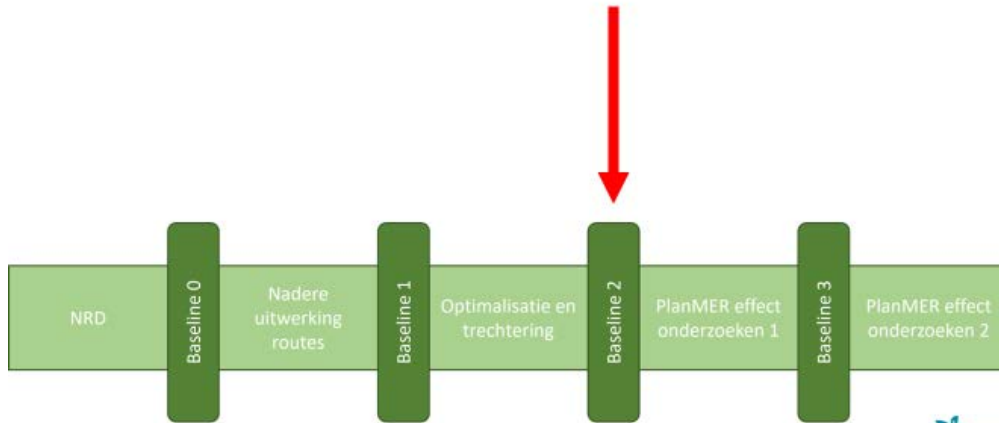 NRD
Baseline 0
Nadere
uitwerking
routes
Baseline 1
Optimalisatie en
trechtering
Baseline 2
PlanMER effect
onderzoeken 1
Baseline 3
PlanMER effect
onderzoeken 2